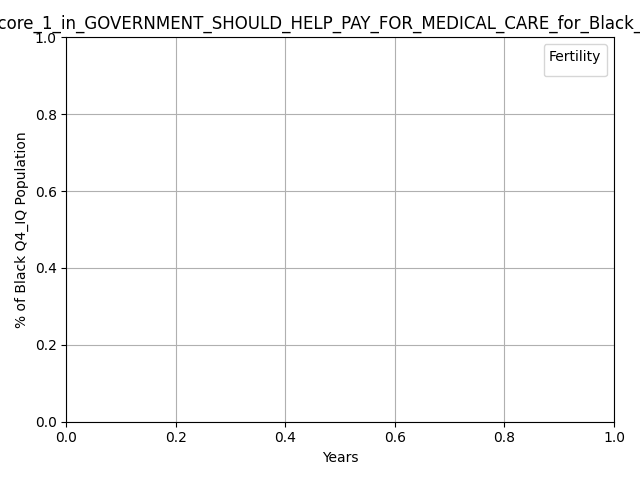 core_1_in_GOVERNMENT_SHOULD_HELP_PAY_FOR_MEDICAL_CARE_for_Black_
Fertility
% of Black Q4_IQ Population
1.0
0.8
0.6
0.4
0.2
0.0
0.0 0.2 0.4 0.6 0.8 1.0
Years